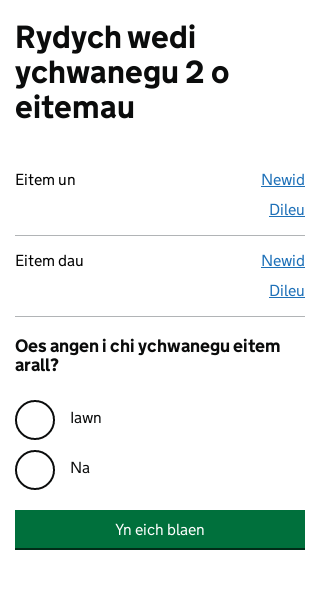 Rydych wedi
ychwanegu 2 o
eitemau
Eitem un
Newid
Dileu
Eitem dau
Newid
Dileu
Oes angen i chi ychwanegu eitem
arall?
Iawn
Na
Yn eich blaen